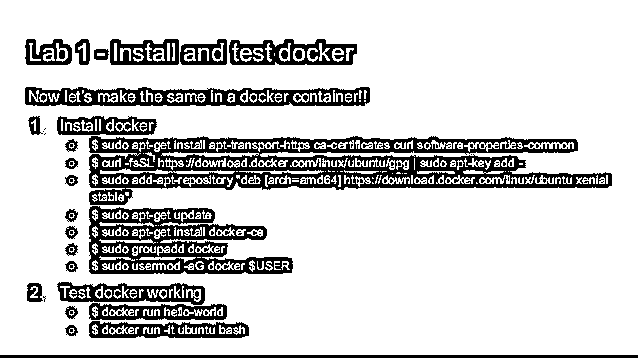 Lab 1 - Install and test docker
Now let's make the same in a docker container!!
1. Install docker
$ sudo apt-get install apt-transport-https ca-certificates curl software-properties-common
$ curl -fsSL https://download.docker.com/linux/ubuntu/gpg | sudo apt-key add -
$ sudo add-apt-repository "deb [arch=amd64] https://download.docker.com/linux/ubuntu xenial
stable"
$ sudo apt-get update
$ sudo apt-get install docker-ce
$ sudo groupadd docker
$ sudo usermod -aG docker $USER
2. Test docker working
$ docker run hello-world
$ docker run -it ubuntu bash